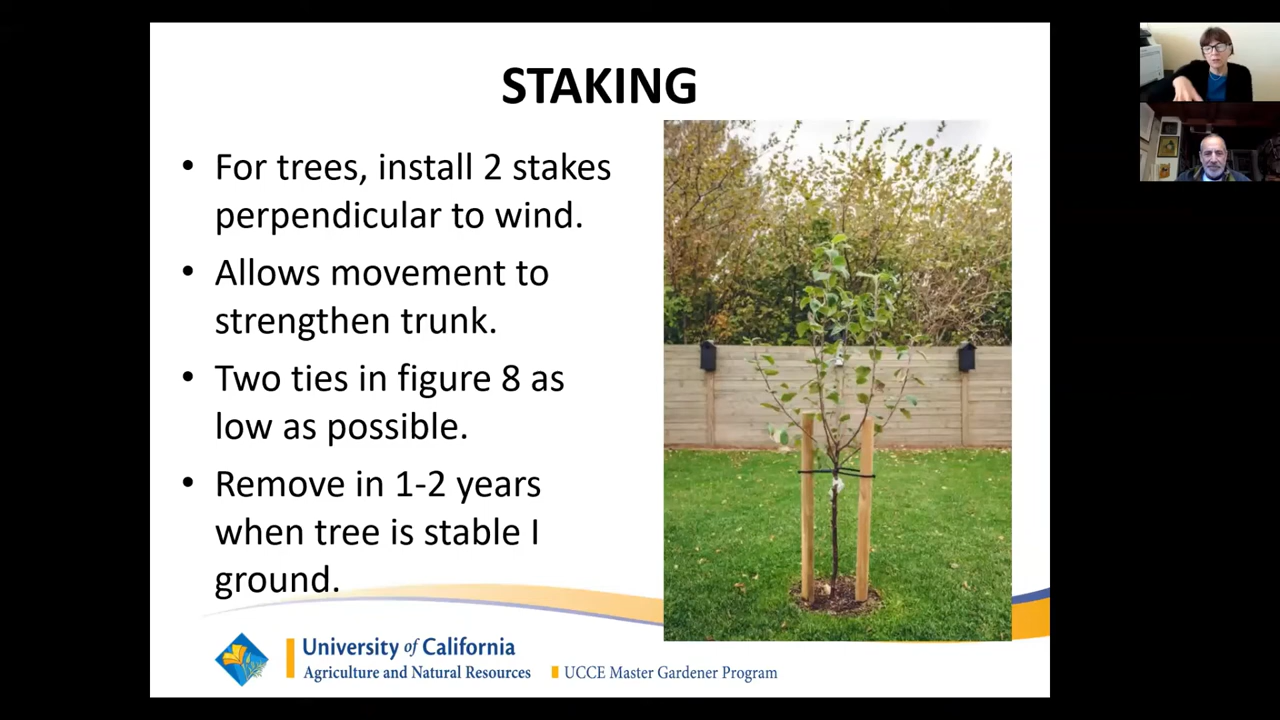 STAKING
• For trees, install 2 stakes
perpendicular to wind.
• Allows movement to
strengthen trunk.
• Two ties in figure 8 as
low as possible.
• Remove in 1-2 years
when tree is stable I
ground.
University of California
Agriculture and Natural Resources
UCCE Master Gardener Program